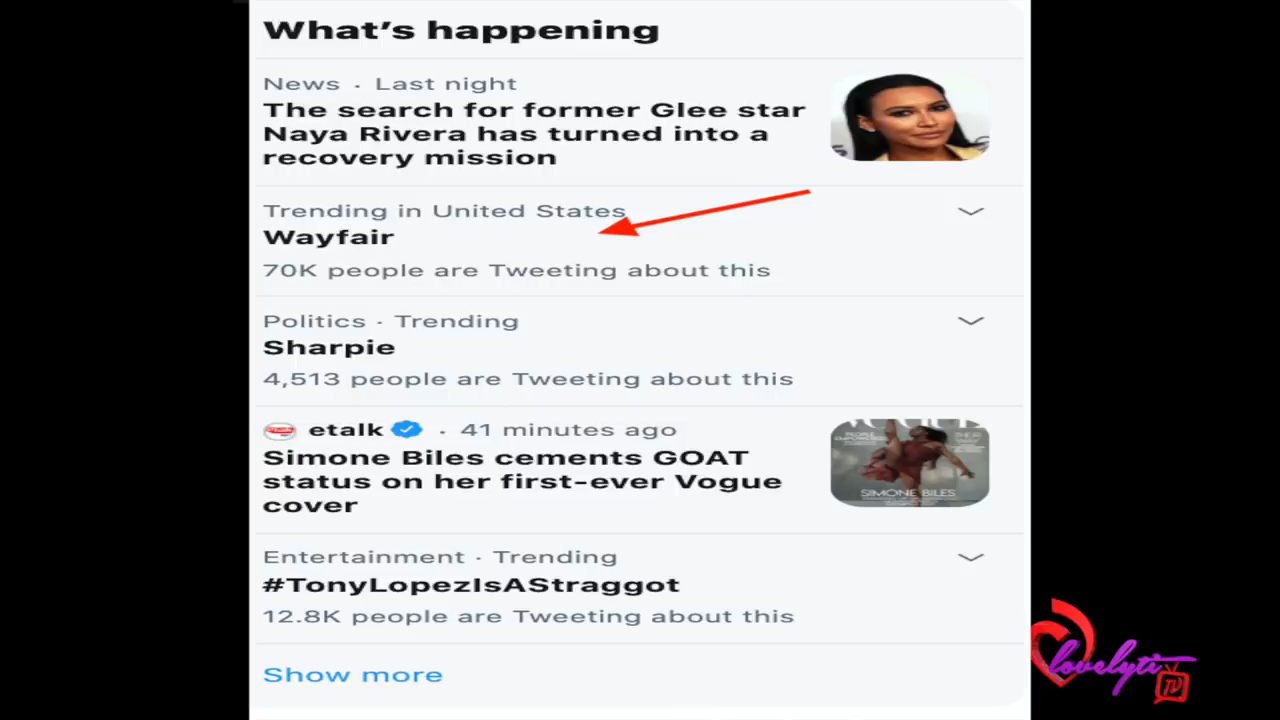 What's happening
News · Last night
The search for former Glee star
Naya Rivera has turned into a
recovery mission
Trending in United States
Wayfair
70K people are Tweeting about this
Politics · Trending
Sharpie
4,513 people are Tweeting about this
etalk · 41 minutes ago
Simone Biles cements GOAT
status on her first-ever Vogue
cover
SIMONE BILES
Entertainment · Trending
#TonyLopezIsAStraggot
12.8K people are Tweeting about this
Show more
lovelyti
TV